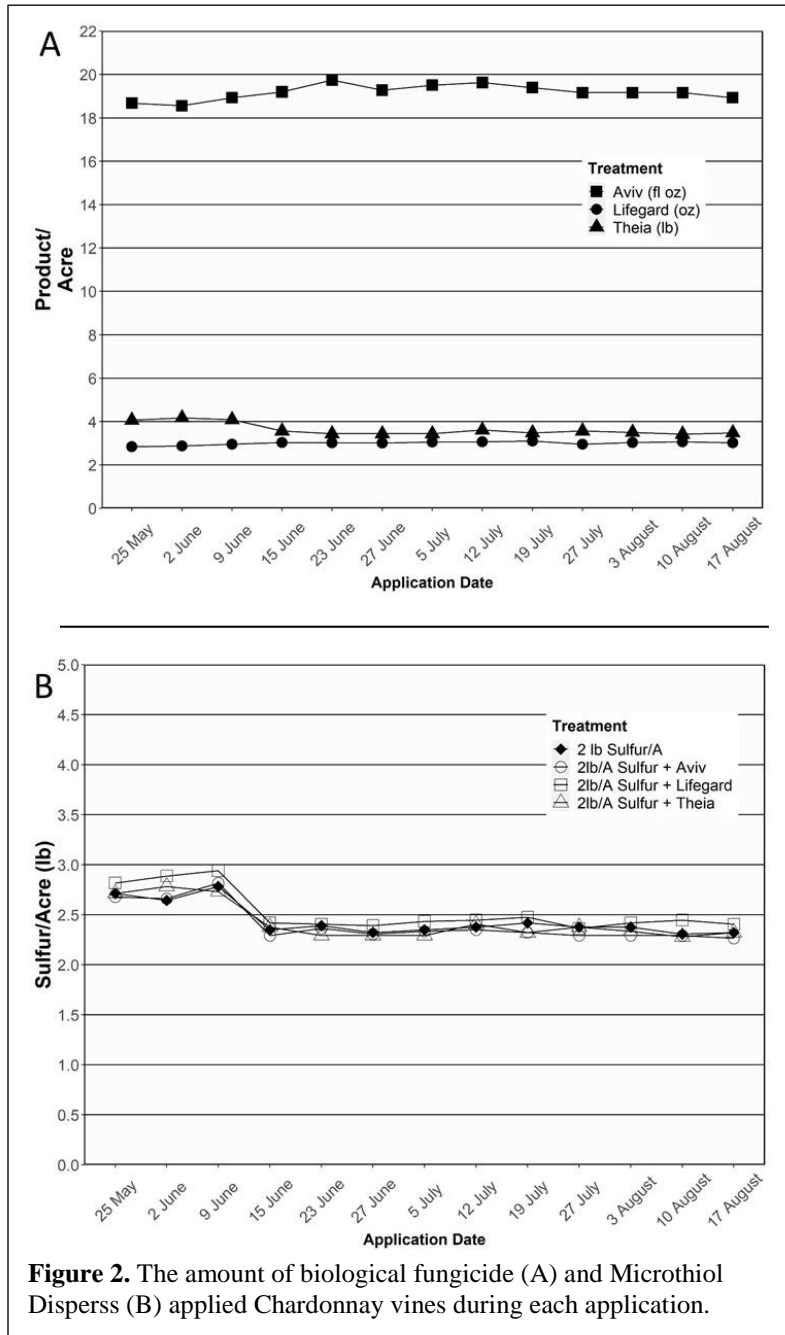 A
22
20
18
16
14
12
10
8
6
4
2
0
Product/
Acre
Treatment
Aviv (fl oz)
Lifegard (oz)
Theia (lb)
25 May
2 June
9 June
15 June
23 June
27 June
5 July
12 July
19 July
27 July
3 August
10 August
17 August
Application Date
B
5.0
4.5
4.0
3.5
3.0
2.5
2.0
1.5
1.0
0.5
0.0
Sulfur/Acre (lb)
Treatment
2 lb Sulfur/A
2lb/A Sulfur + Aviv
2lb/A Sulfur + Lifegard
2lb/A Sulfur + Theia
25 May
2 June
9 June
15 June
23 June
27 June
5 July
12 July
19 July
27 July
3 August
10 August
17 August
Application Date
Figure 2. The amount of biological fungicide (A) and Microthiol
Disperss (B) applied Chardonnay vines during each application.